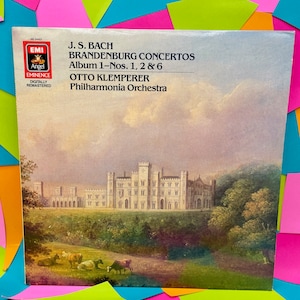 EMI
Angel
EMINENCE
DIGITALLY
REMASTERED
J. S. BACH
BRANDENBURG CONCERTOS
Album 1–Nos. 1, 2 & 6
OTTO KLEMPERER
Philharmonia Orchestra